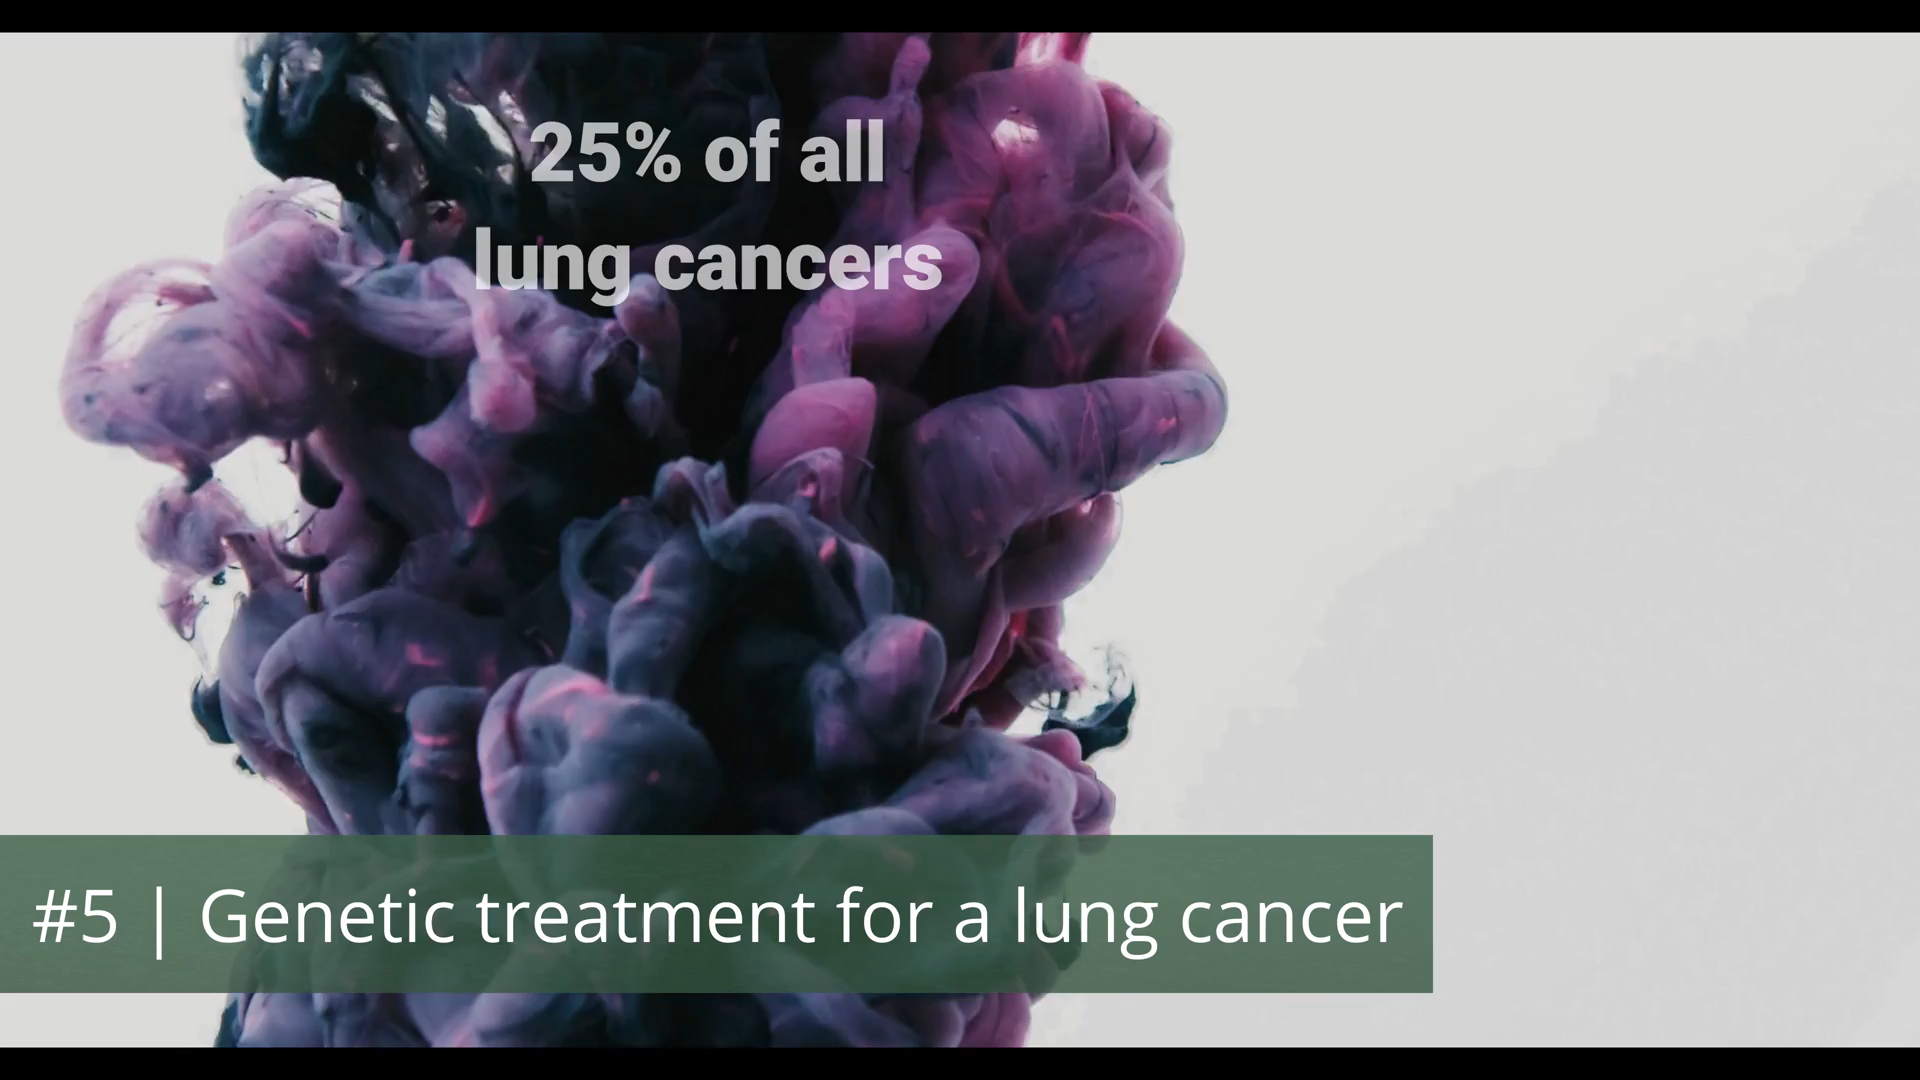 25% of all
lung cancers
#5 | Genetic treatment for a lung cancer